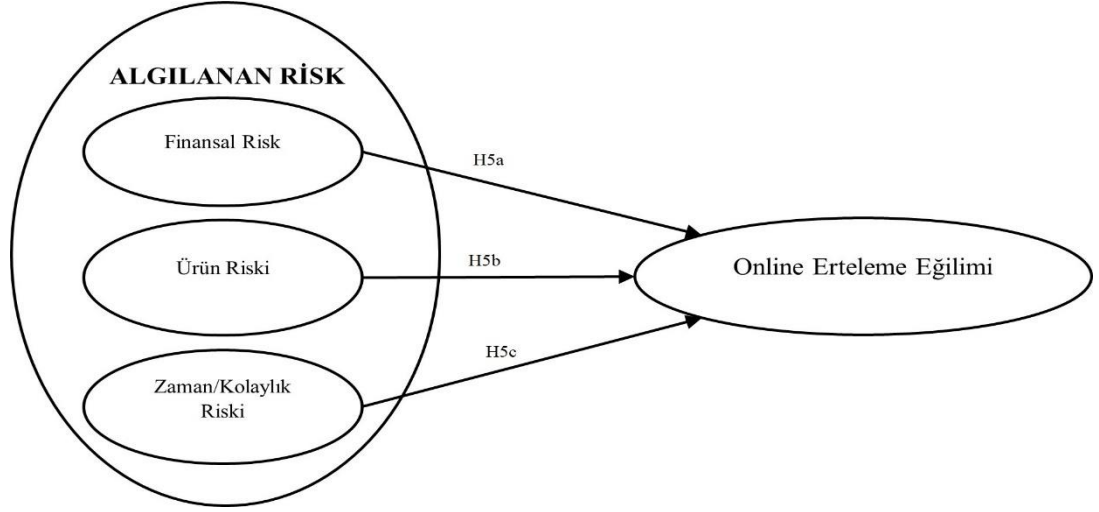 ALGILANAN RİSK
Finansal Risk
H5a
Ürün Riski
H5b
Online Erteleme Eğilimi
Zaman/Kolaylık
Riski
H5c